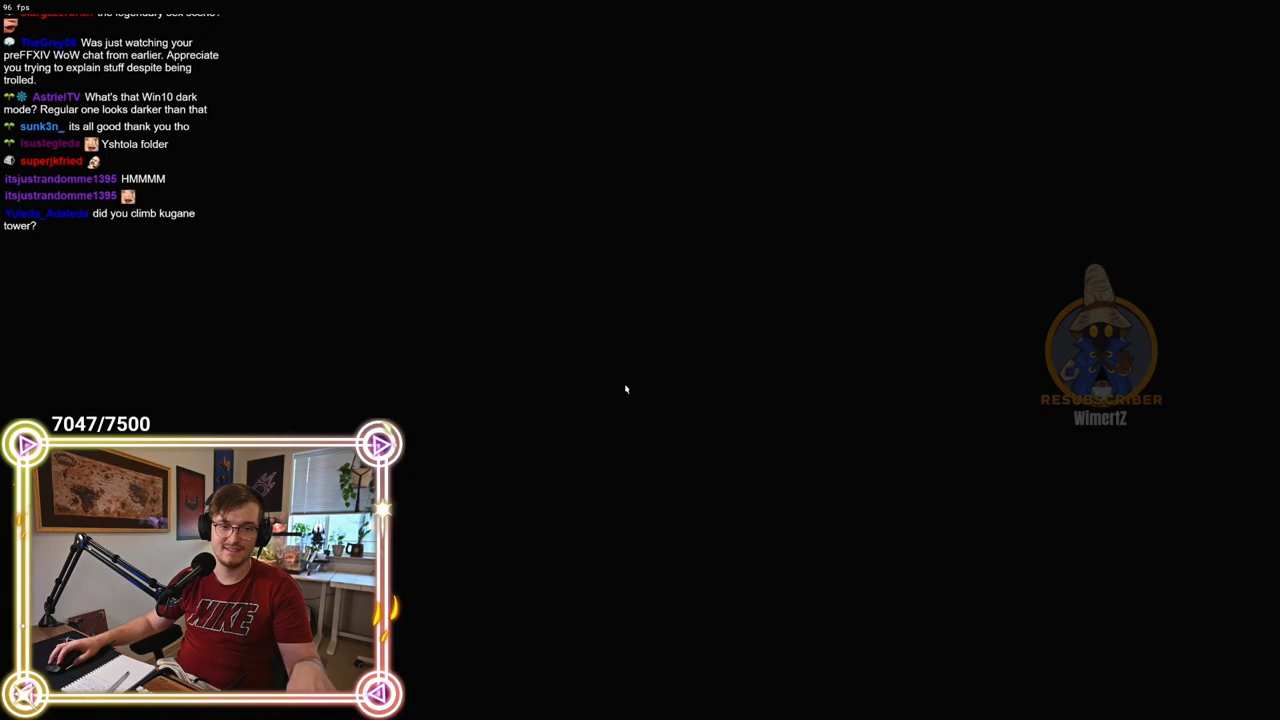 96 fps
the legendary sex scene?
TheGrey05 Was just watching your
preFFXIV WoW chat from earlier. Appreciate
you trying to explain stuff despite being
trolled.
AstrielTV What's that Win10 dark
mode? Regular one looks darker than that
sunk3n_ its all good thank you tho
Yshtola folder
superjkfried
itsjustrandomme1395 HMMMM
itsjustrandomme1395
did you climb kugane
tower?
RESUBSCRIBER
WimertZ
7047/7500
NIKE